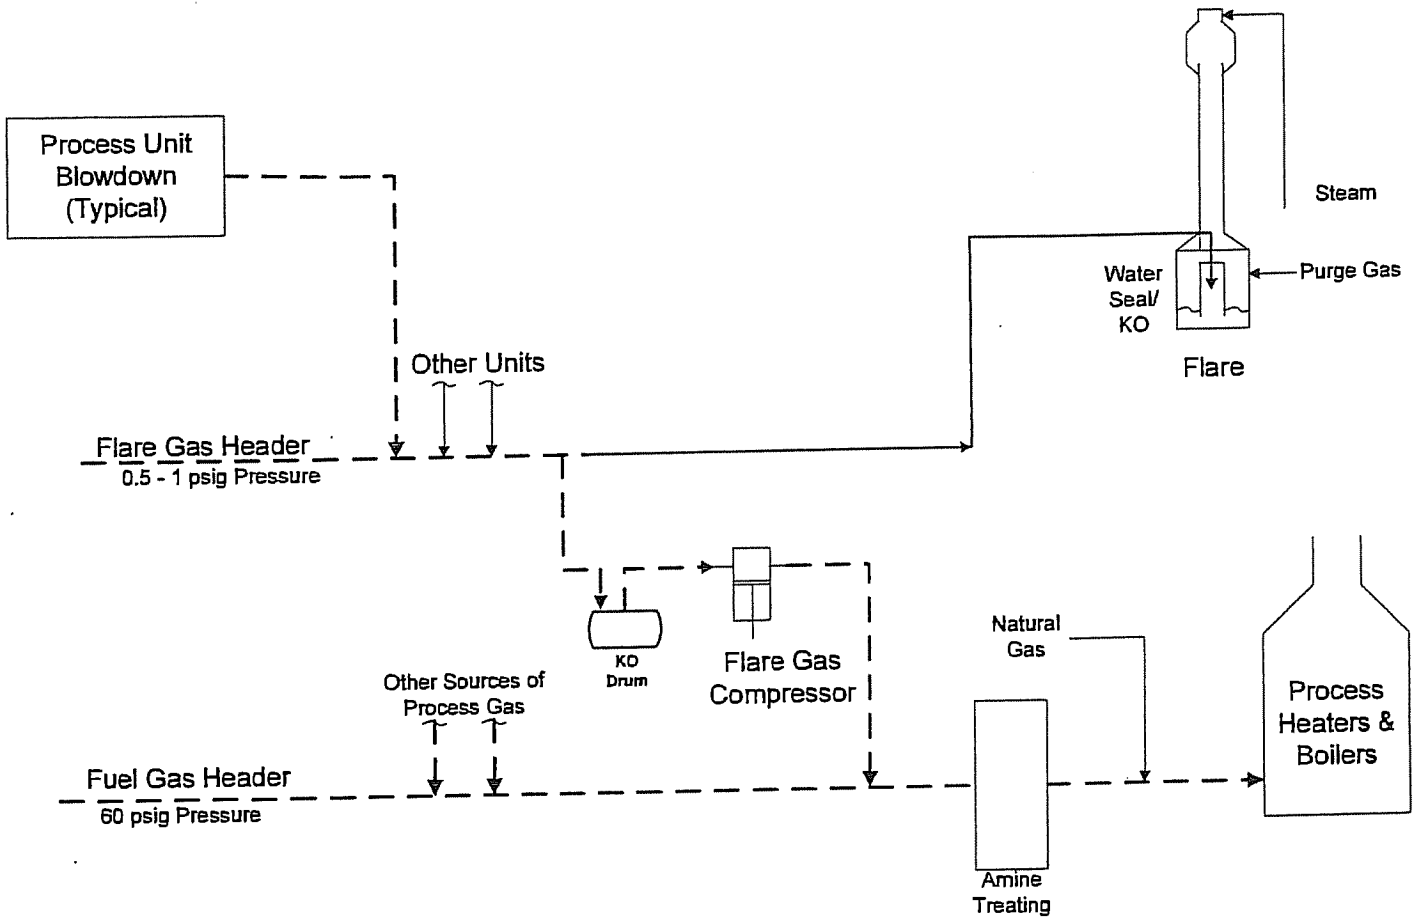 Process Unit
Blowdown
(Typical)
Steam
Water
Seal/
KO
Purge Gas
Flare
Other Units
Flare Gas Header
0.5 - 1 psig Pressure
KO
Drum
Flare Gas
Compressor
Other Sources of
Process Gas
Natural
Gas
Process
Heaters &
Boilers
Fuel Gas Header
60 psig Pressure
Amine
Treating